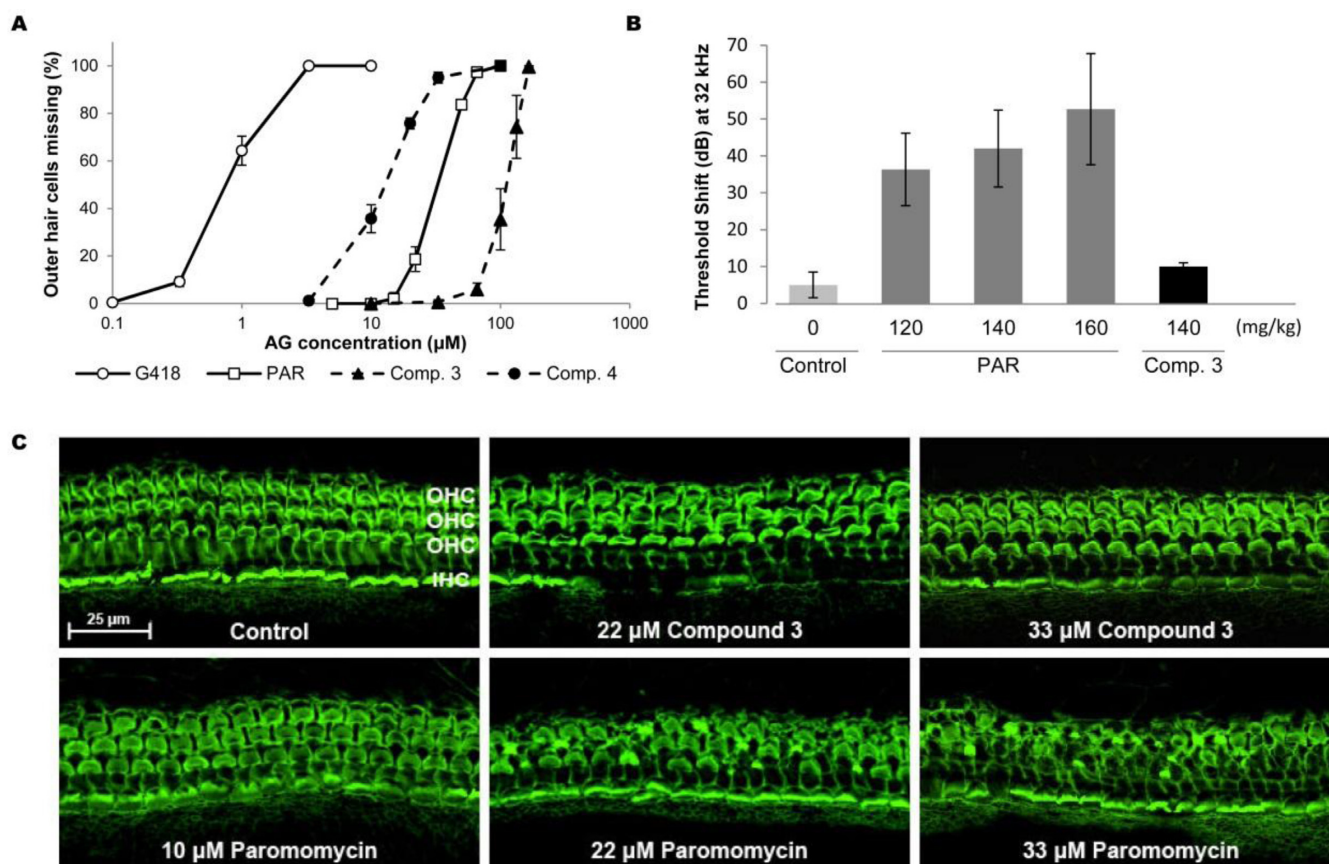 A
Outer hair cells missing (%)
100
80
60
40
20
0
0.1 1 10 100 1000
AG concentration (µM)
G418 PAR Comp. 3 Comp. 4
B
Threshold Shift (dB) at 32 kHz
70
60
50
40
30
20
10
0
0 120 140 160 140 (mg/kg)
Control PAR Comp. 3
C
OHC
OHC
OHC
IHC
25 µm
Control
22 µM Compound 3
33 µM Compound 3
10 µM Paromomycin
22 µM Paromomycin
33 µM Paromomycin